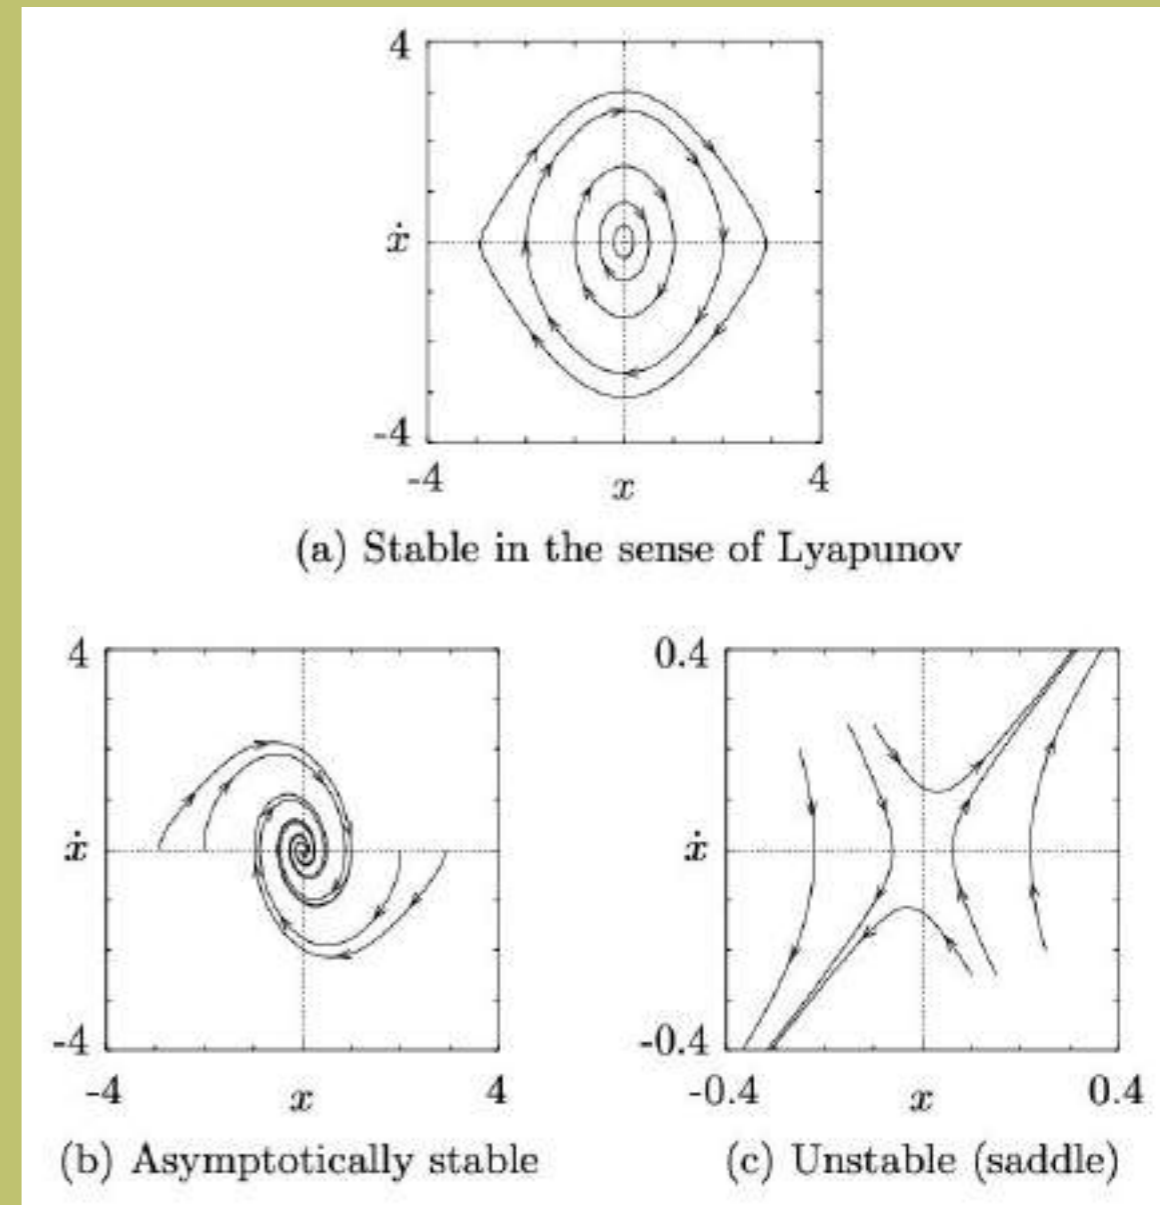 4
ẋ
-4
-4 x 4
(a) Stable in the sense of Lyapunov
4 0.4
ẋ ẋ
-4 -0.4
-4 x 4 -0.4 x 0.4
(b) Asymptotically stable (c) Unstable (saddle)